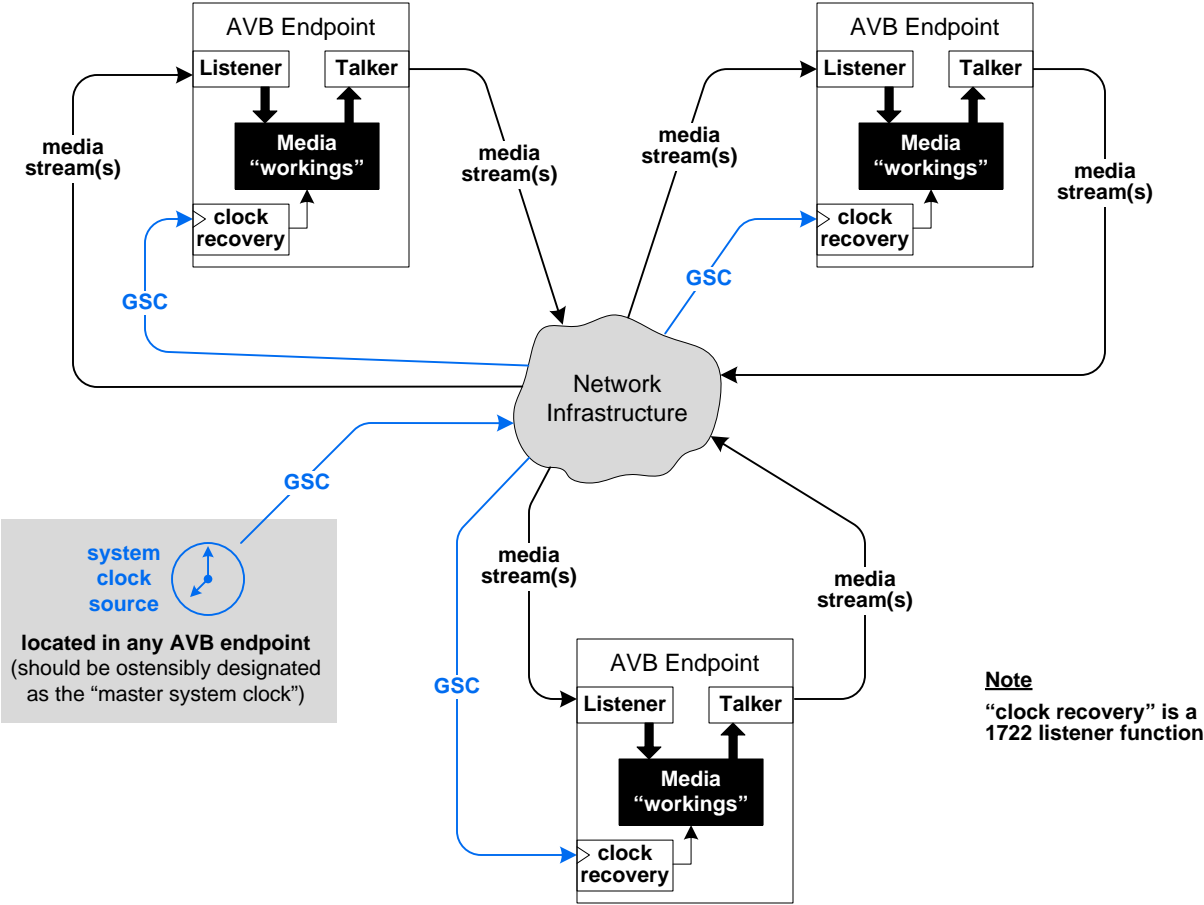 AVB Endpoint
Listener
Talker
Media
“workings”
clock
recovery
media
stream(s)
GSC
media
stream(s)
AVB Endpoint
Listener
Talker
Media
“workings”
clock
recovery
media
stream(s)
GSC
media
stream(s)
Network
Infrastructure
GSC
system
clock
source
located in any AVB endpoint
(should be ostensibly designated
as the “master system clock”)
media
stream(s)
GSC
media
stream(s)
AVB Endpoint
Listener
Talker
Media
“workings”
clock
recovery
Note
“clock recovery” is a
1722 listener function